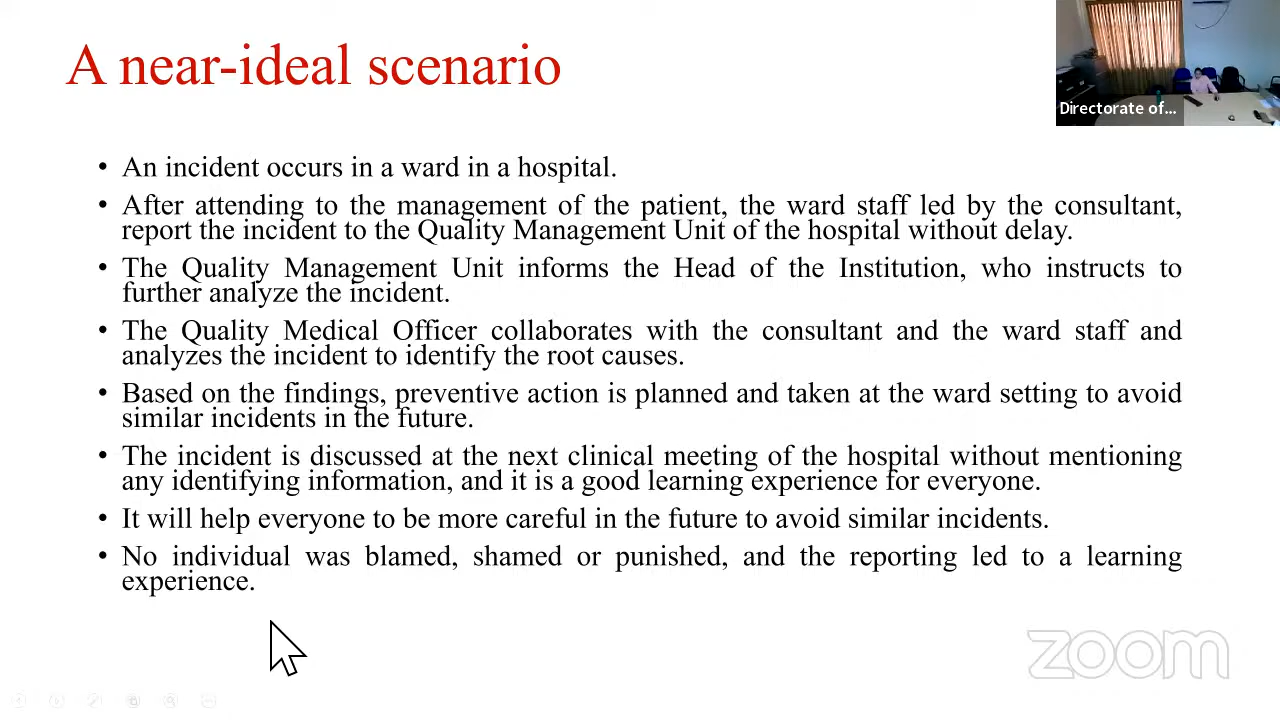 A near-ideal scenario
Directorate of...
• An incident occurs in a ward in a hospital.
• After attending to the management of the patient, the ward staff led by the consultant,
report the incident to the Quality Management Unit of the hospital without delay.
• The Quality Management Unit informs the Head of the Institution, who instructs to
further analyze the incident.
• The Quality Medical Officer collaborates with the consultant and the ward staff and
analyzes the incident to identify the root causes.
• Based on the findings, preventive action is planned and taken at the ward setting to avoid
similar incidents in the future.
• The incident is discussed at the next clinical meeting of the hospital without mentioning
any identifying information, and it is a good learning experience for everyone.
• It will help everyone to be more careful in the future to avoid similar incidents.
• No individual was blamed, shamed or punished, and the reporting led to a learning
experience.
zoom